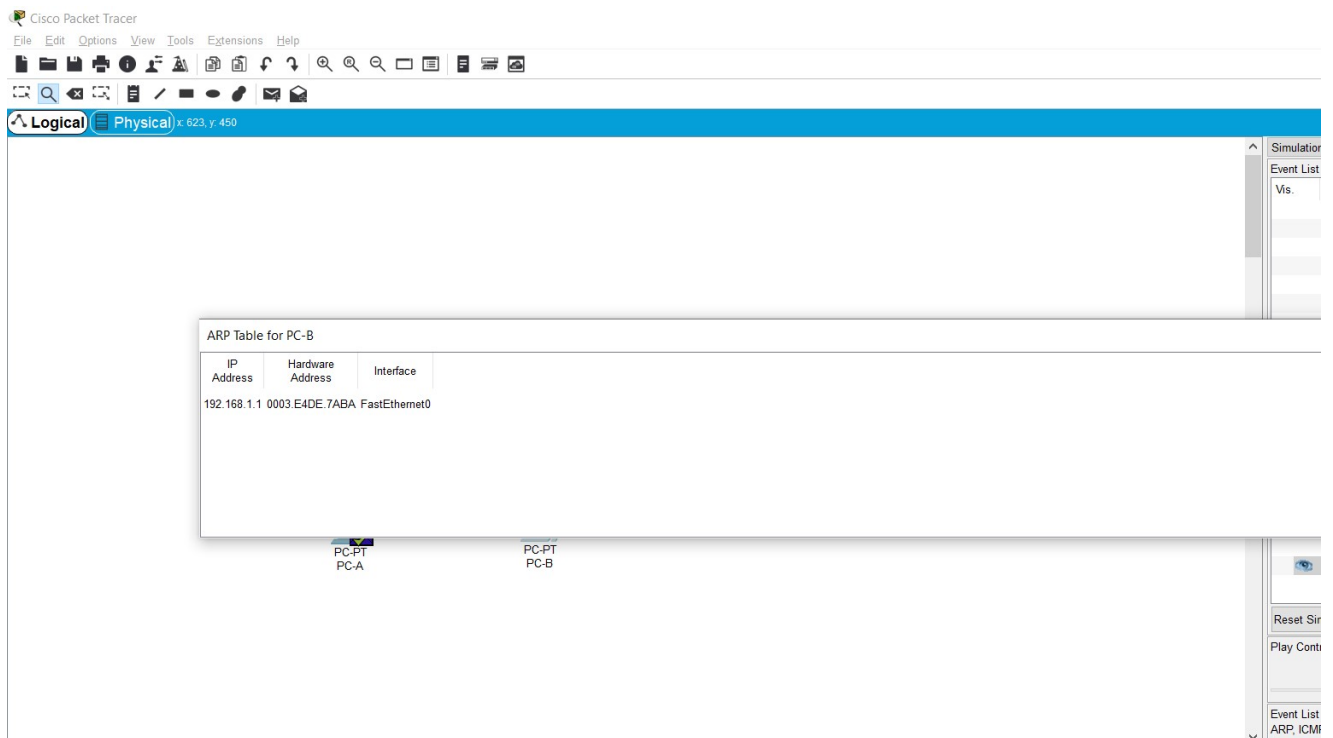 Cisco Packet Tracer
File Edit Options View Tools Extensions Help
Logical Physical x: 623, y: 450
Simulation
Event List
Vis.
ARP Table for PC-B
IP Address Hardware Address Interface
192.168.1.1 0003.E4DE.7ABA FastEthernet0
PC-PT
PC-A
PC-PT
PC-B
Reset Sim
Play Contr
Event List
ARP, ICMP